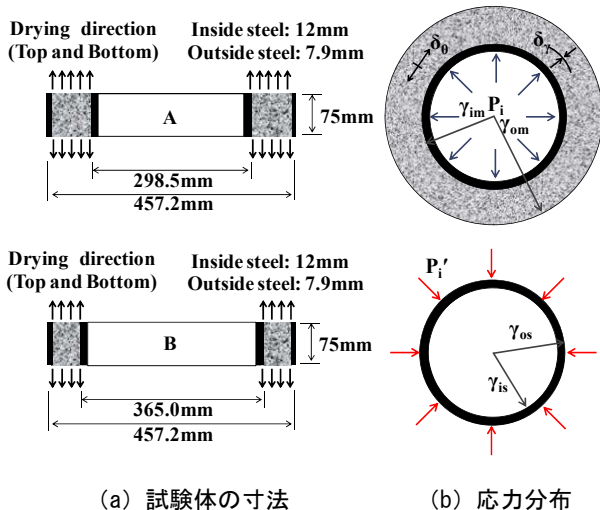 Drying direction
(Top and Bottom)
Inside steel: 12mm
Outside steel: 7.9mm
A
75mm
298.5mm
457.2mm
Drying direction
(Top and Bottom)
Inside steel: 12mm
Outside steel: 7.9mm
B
75mm
365.0mm
457.2mm
(a) 試験体の寸法
δθ
δγ
γim
Pi
γom
Pi′
γos
γis
(b) 応力分布